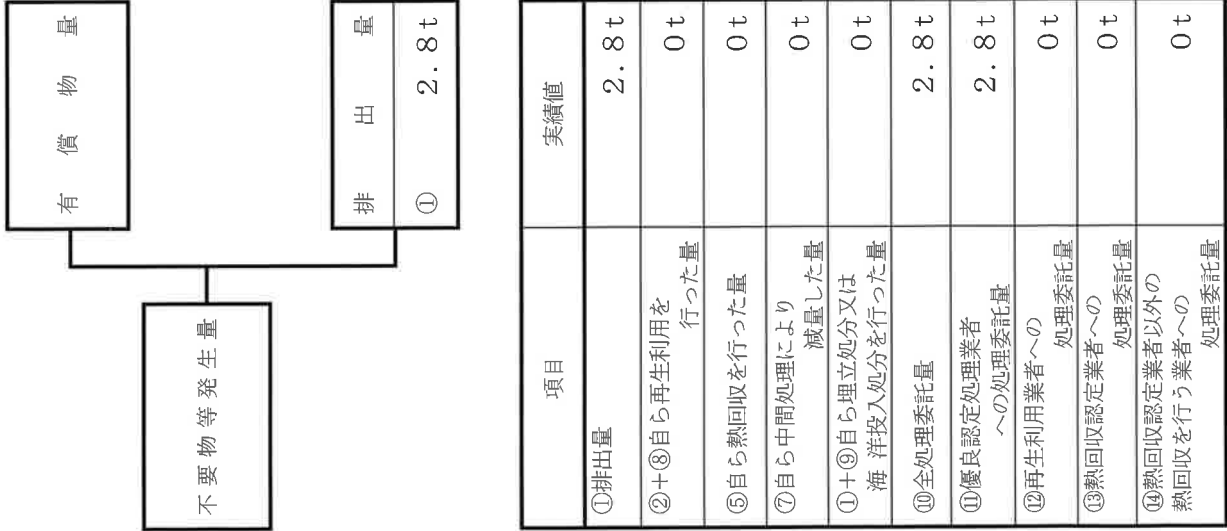 不要物等発生量
有償物量
排出量
① 2.8t
項目 実績値
①排出量 2.8t
②+⑧自ら再生利用を
行った量 0t
⑤自ら熱回収を行った量 0t
⑦自ら中間処理により
減量した量 0t
①+⑨自ら埋立処分又は
海 洋投入処分を行った量 0t
⑩全処理委託量 2.8t
⑪優良認定処理業者
への処理委託量 2.8t
⑫再生利用業者への
処理委託量 0t
⑬熱回収認定業者への
処理委託量 0t
⑭熱回収認定業者以外の
熱回収を行う業者への
処理委託量 0t